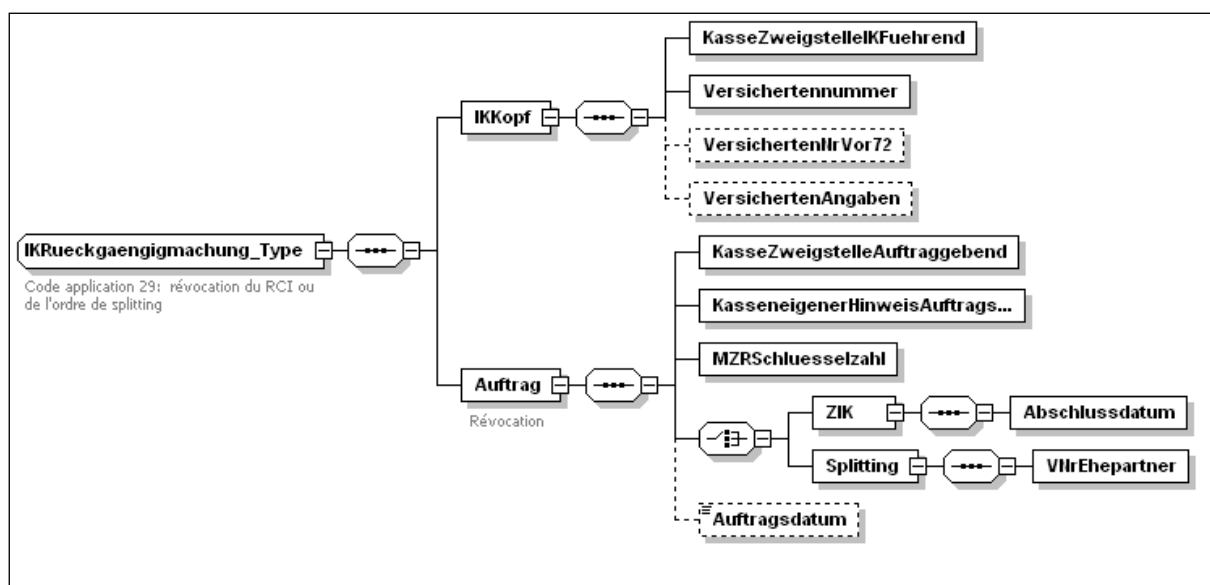 KasseZweigstelleIKFuehrend
Versichertennummer
IKKopf
VersichertenNrVor72
VersichertenAngaben
IKRueckgaengigmachung_Type
Code application 29: révocation du RCI ou
de l'ordre de splitting
KasseZweigstelleAuftraggebend
KasseneigenerHinweisAuftrags...
MZRSchluesselzahl
Auftrag
Révocation
ZIK
Abschlussdatum
Splitting
VNrEhepartner
Auftragsdatum